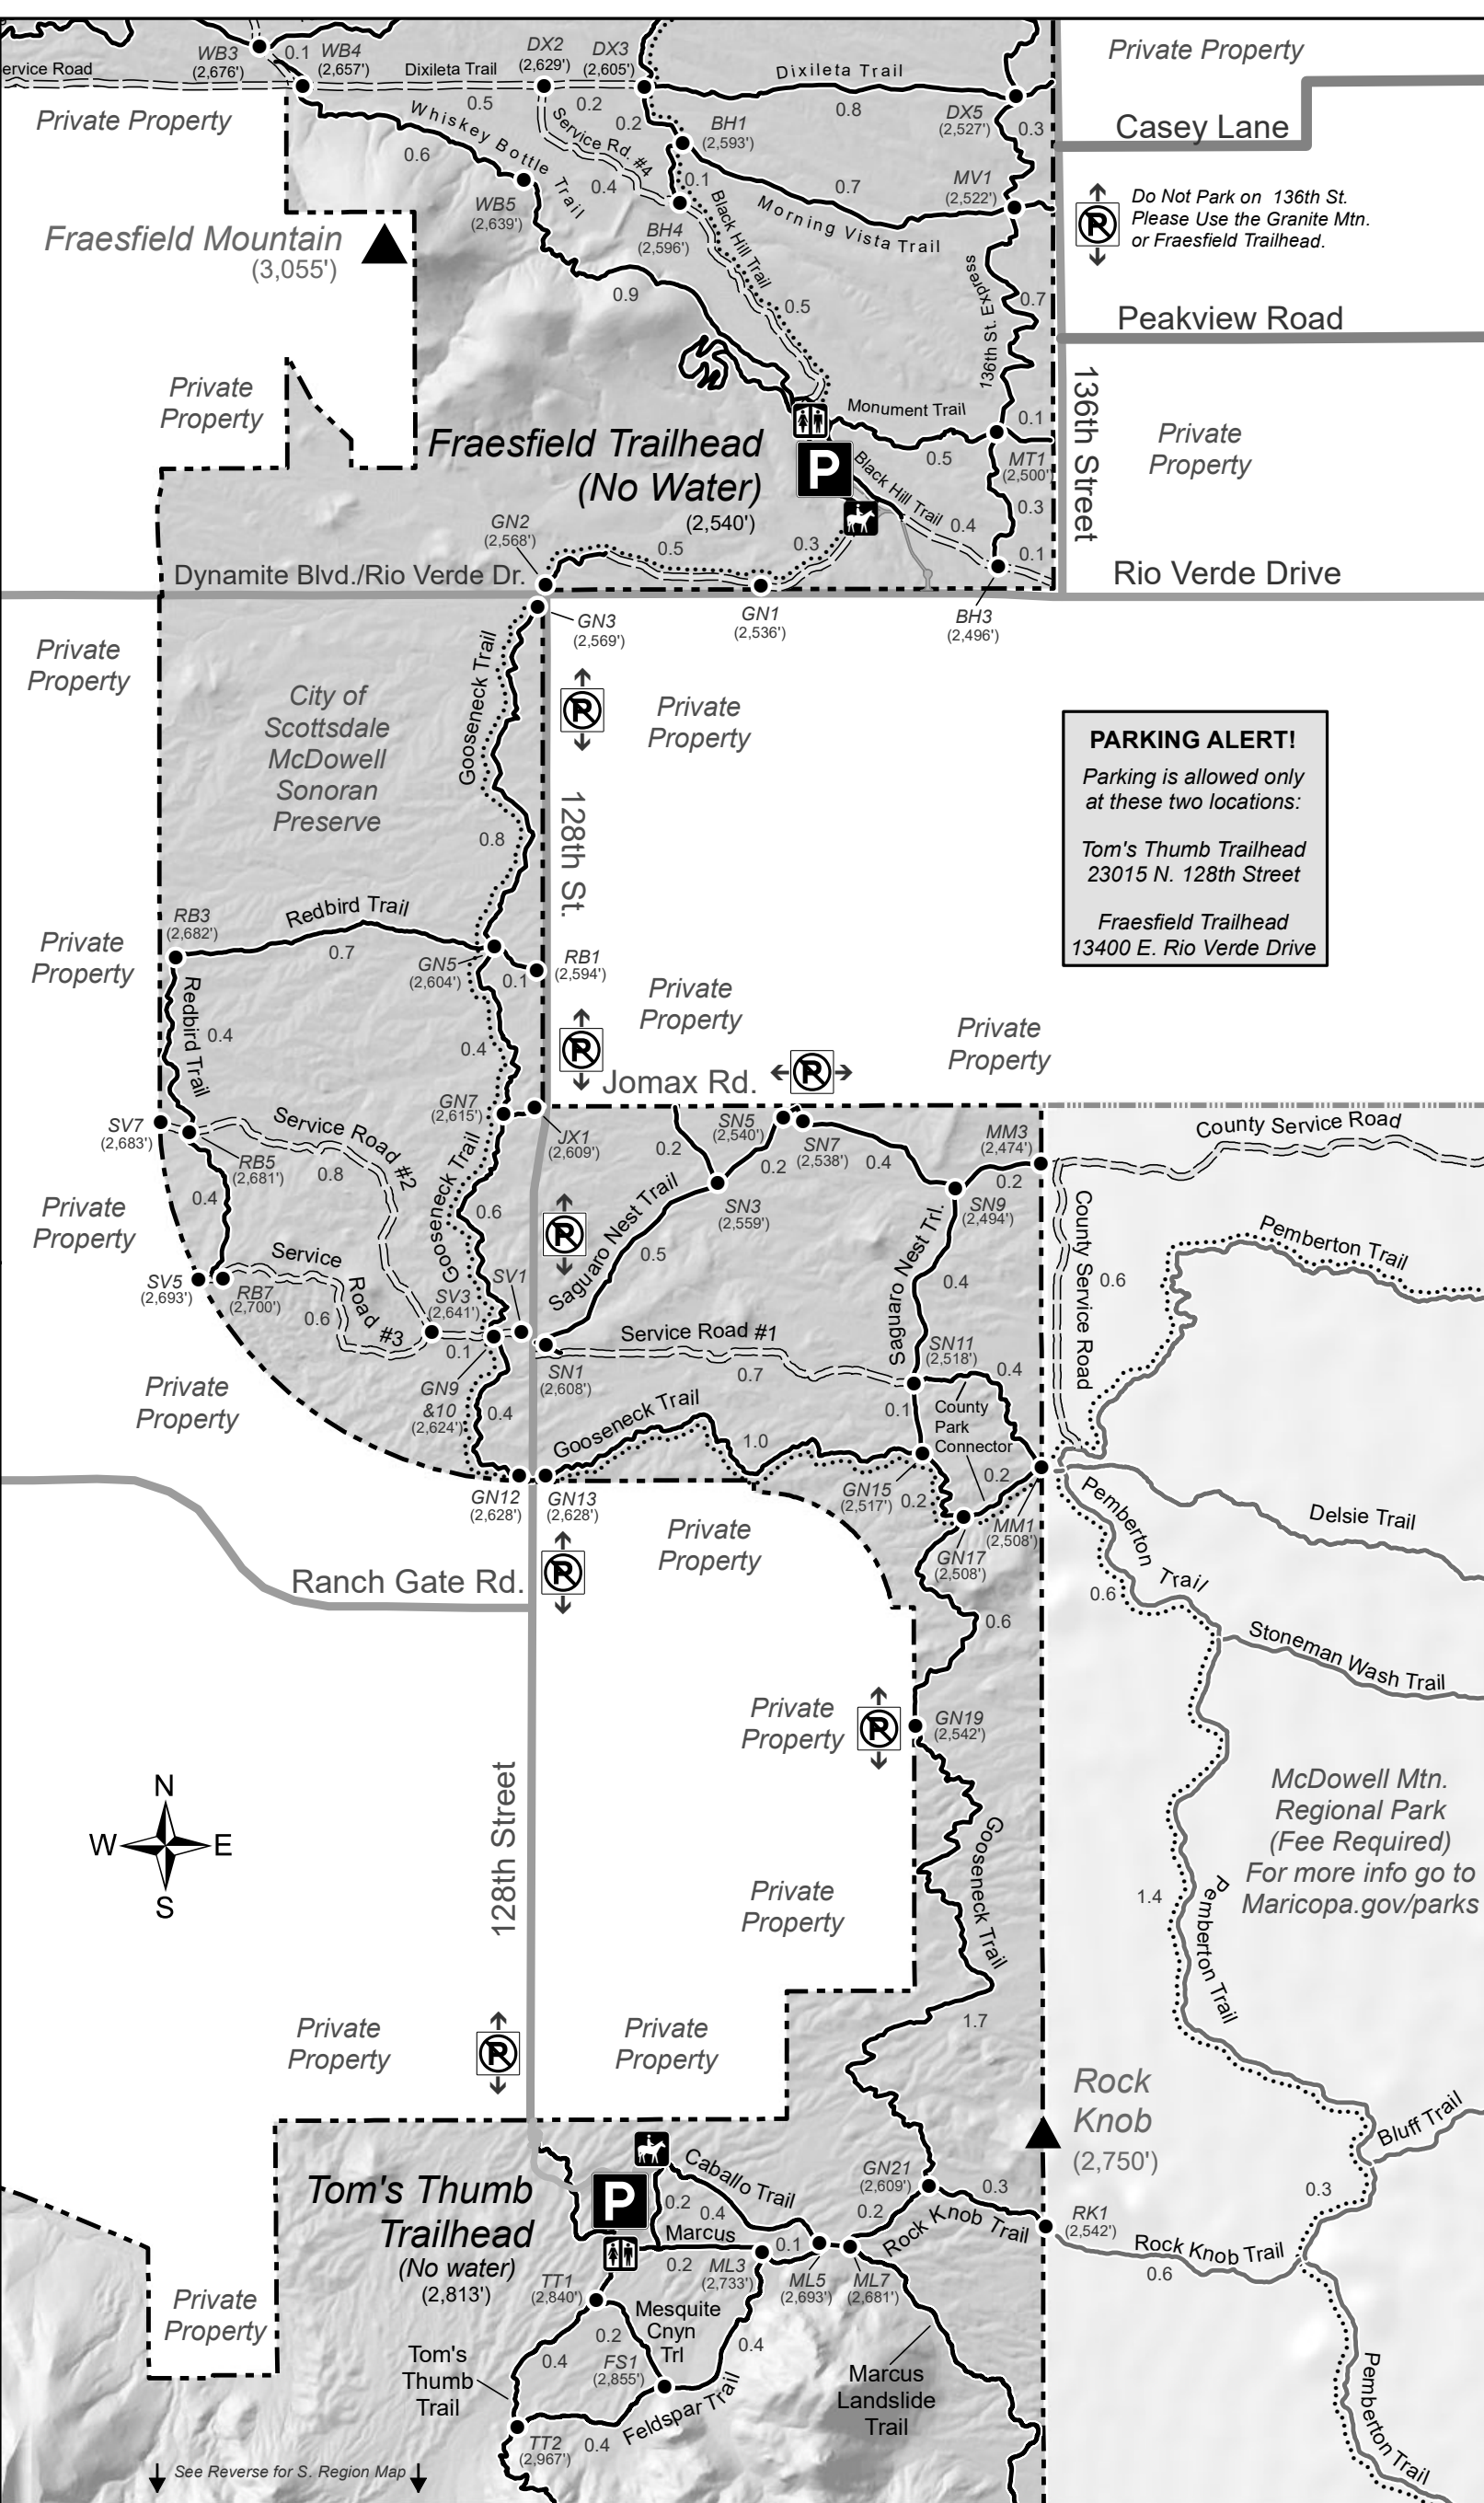 WB3
(2,676')
0.1
WB4
(2,657')
DX2
(2,629')
DX3
(2,605')
ervice Road
Dixileta Trail
Dixileta Trail
Private Property
Casey Lane
Private Property
0.5
0.2
0.8
DX5
(2,527')
0.3
Whiskey Bottle Trail
Service Rd. #4
0.2
BH1
(2,593')
0.6
0.4
0.1
0.7
MV1
(2,522')
WB5
(2,639')
BH4
(2,596')
Black Hill Trail
Morning Vista Trail
Do Not Park on 136th St.
Please Use the Granite Mtn.
or Fraesfield Trailhead.
Fraesfield Mountain
(3,055')
0.9
0.5
136th St. Express
0.7
Peakview Road
Private
Property
136th Street
Monument Trail
0.1
Private
Property
Fraesfield Trailhead
(No Water)
(2,540')
P
Black Hill Trail
0.5
MT1
(2,500'
0.3
0.4
0.1
GN2
(2,568')
0.5
0.3
Dynamite Blvd./Rio Verde Dr.
Rio Verde Drive
GN3
(2,569')
GN1
(2,536')
BH3
(2,496')
Private
Property
City of
Scottsdale
McDowell
Sonoran
Preserve
Gooseneck Trail
Private
Property
PARKING ALERT!
Parking is allowed only
at these two locations:
Tom's Thumb Trailhead
23015 N. 128th Street
Fraesfield Trailhead
13400 E. Rio Verde Drive
0.8
128th St.
RB3
(2,682')
Redbird Trail
0.7
Private
Property
GN5
(2,604')
0.1
RB1
(2,594')
Private
Property
Private
Property
Redbird Trail
0.4
0.4
Jomax Rd.
SV7
(2,683')
Service Road #2
GN7
(2,615')
JX1
(2,609')
SN5
(2,540')
SN7
(2,538')
MM3
(2,474')
County Service Road
RB5
(2,681')
0.8
Gooseneck Trail
0.2
0.2
0.4
0.2
0.4
0.6
Saguaro Nest Trail
SN3
(2,559')
SN9
(2,494')
County Service Road
Pemberton Trail
Private
Property
Service
Road #3
0.5
Saguaro Nest Trl.
0.4
0.6
SV5
(2,693')
RB7
(2,700')
0.6
SV3
(2,641')
SV1
0.1
Service Road #1
SN11
(2,518')
0.4
Private
Property
GN9
&10
(2,624')
0.4
SN1
(2,608')
0.7
0.1
County
Park
Connector
Gooseneck Trail
1.0
0.2
GN12
(2,628')
GN13
(2,628')
GN15
(2,517')
0.2
MM1
(2,508')
Pemberton Trail
Delsie Trail
Private
Property
GN17
(2,508')
Ranch Gate Rd.
0.6
0.6
Stoneman Wash Trail
Private
Property
GN19
(2,542')
128th Street
N
W
E
S
Gooseneck Trail
McDowell Mtn.
Regional Park
(Fee Required)
For more info go to
Maricopa.gov/parks
Private
Property
1.4
Pemberton Trail
Private
Property
Private
Property
1.7
Rock
Knob
(2,750')
Bluff Trail
Tom's Thumb
Trailhead
(No water)
(2,813')
P
Caballo Trail
0.2
0.4
GN21
(2,609')
0.3
0.3
Marcus
0.2
Rock Knob Trail
RK1
(2,542')
Rock Knob Trail
0.6
0.2
0.1
TT1
(2,840')
ML3
(2,733')
ML5
(2,693')
ML7
(2,681')
Private
Property
Mesquite
Cnyn
Trl
0.2
0.4
0.4
Tom's
Thumb
Trail
FS1
(2,855')
Feldspar Trail
Marcus
Landslide
Trail
Pemberton Trail
TT2
(2,967')
0.4
See Reverse for S. Region Map